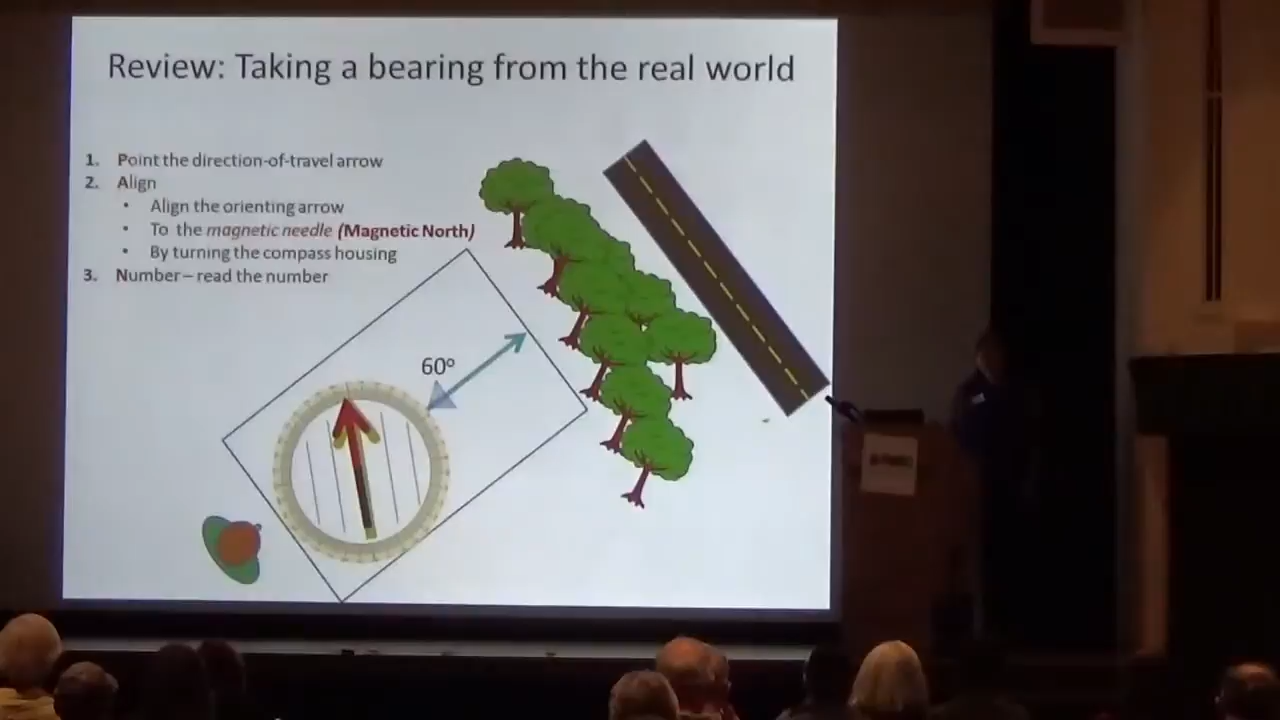 Review: Taking a bearing from the real world
1. Point the direction-of-travel arrow
2. Align
• Align the orienting arrow
• To the magnetic needle (Magnetic North)
• By turning the compass housing
3. Number – read the number
60º